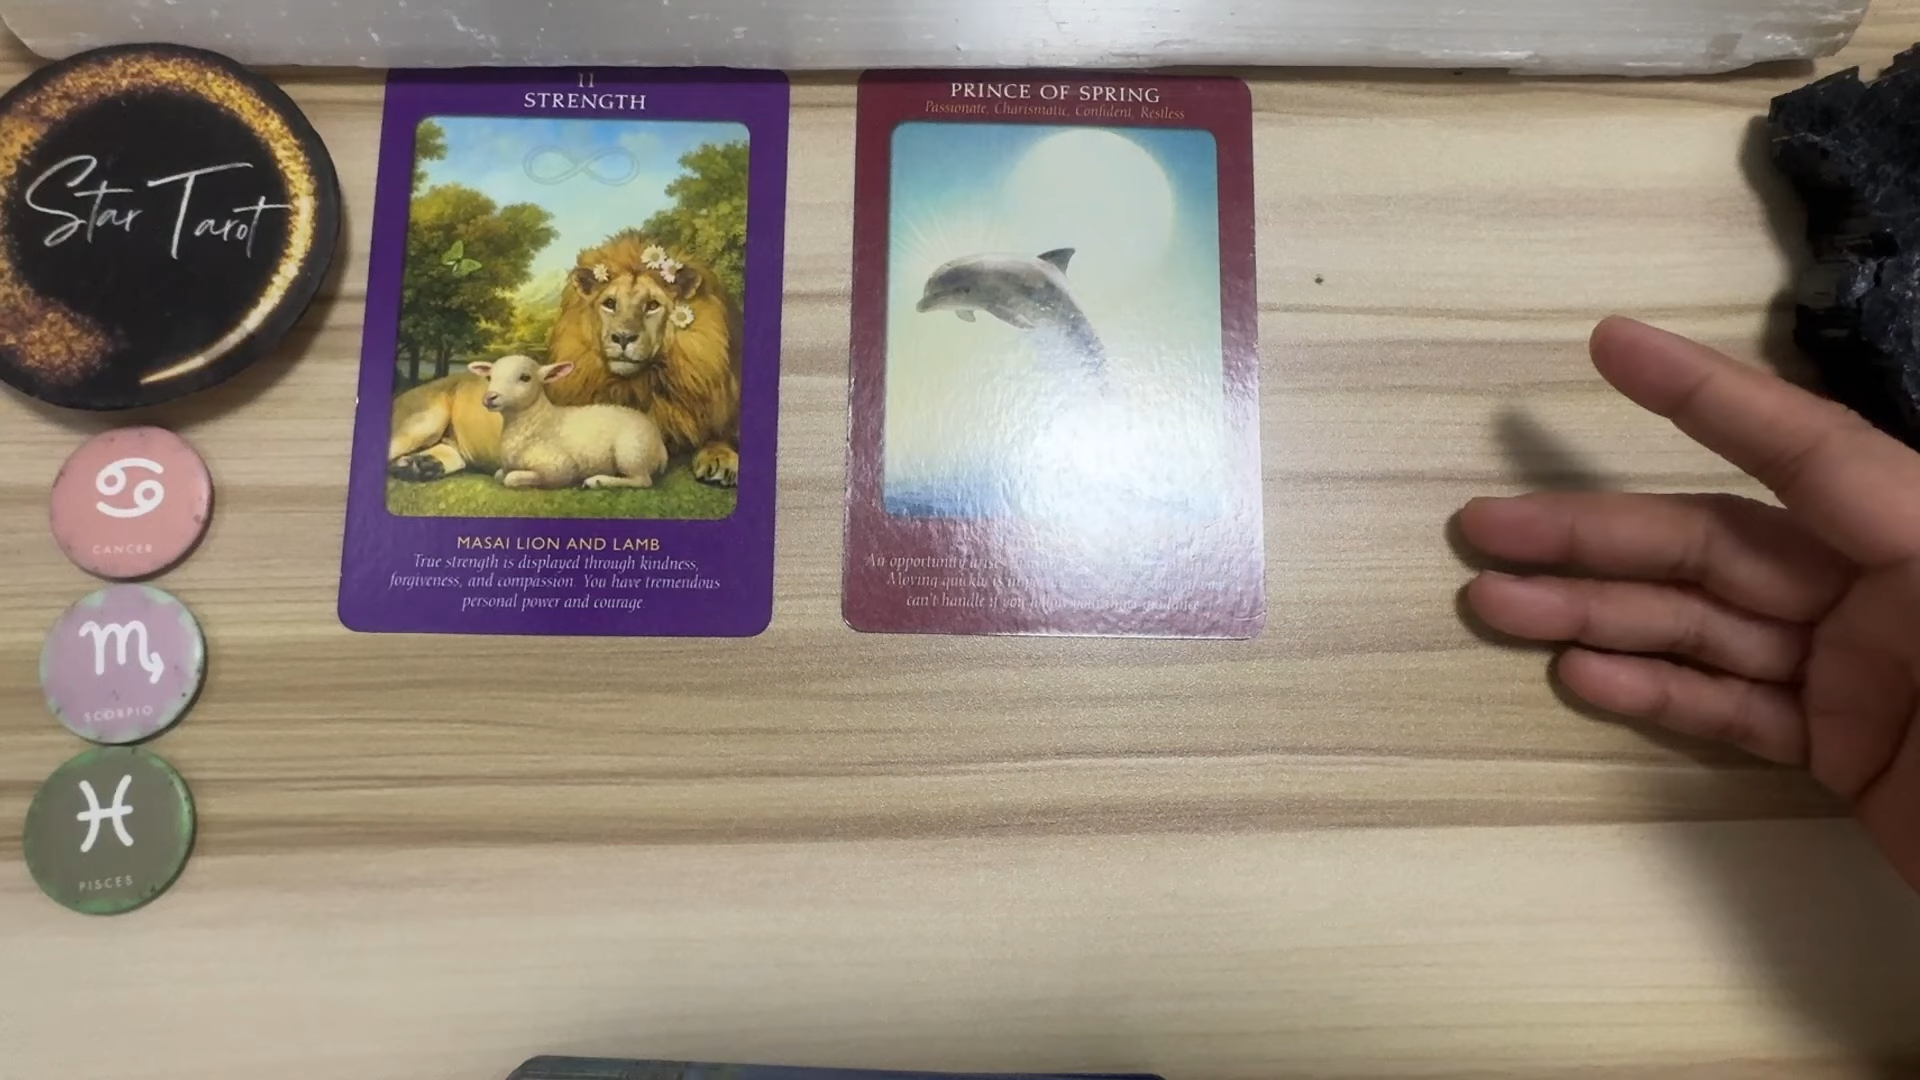 Star Tarot
CANCER
SCORPIO
PISCES
11
STRENGTH
MASAI LION AND LAMB
True strength is displayed through kindness,
forgiveness, and compassion. You have tremendous
personal power and courage.
PRINCE OF SPRING
Passionate, Charismatic, Confident, Restless
An opportunity
Moving quickly is
can't handle if you